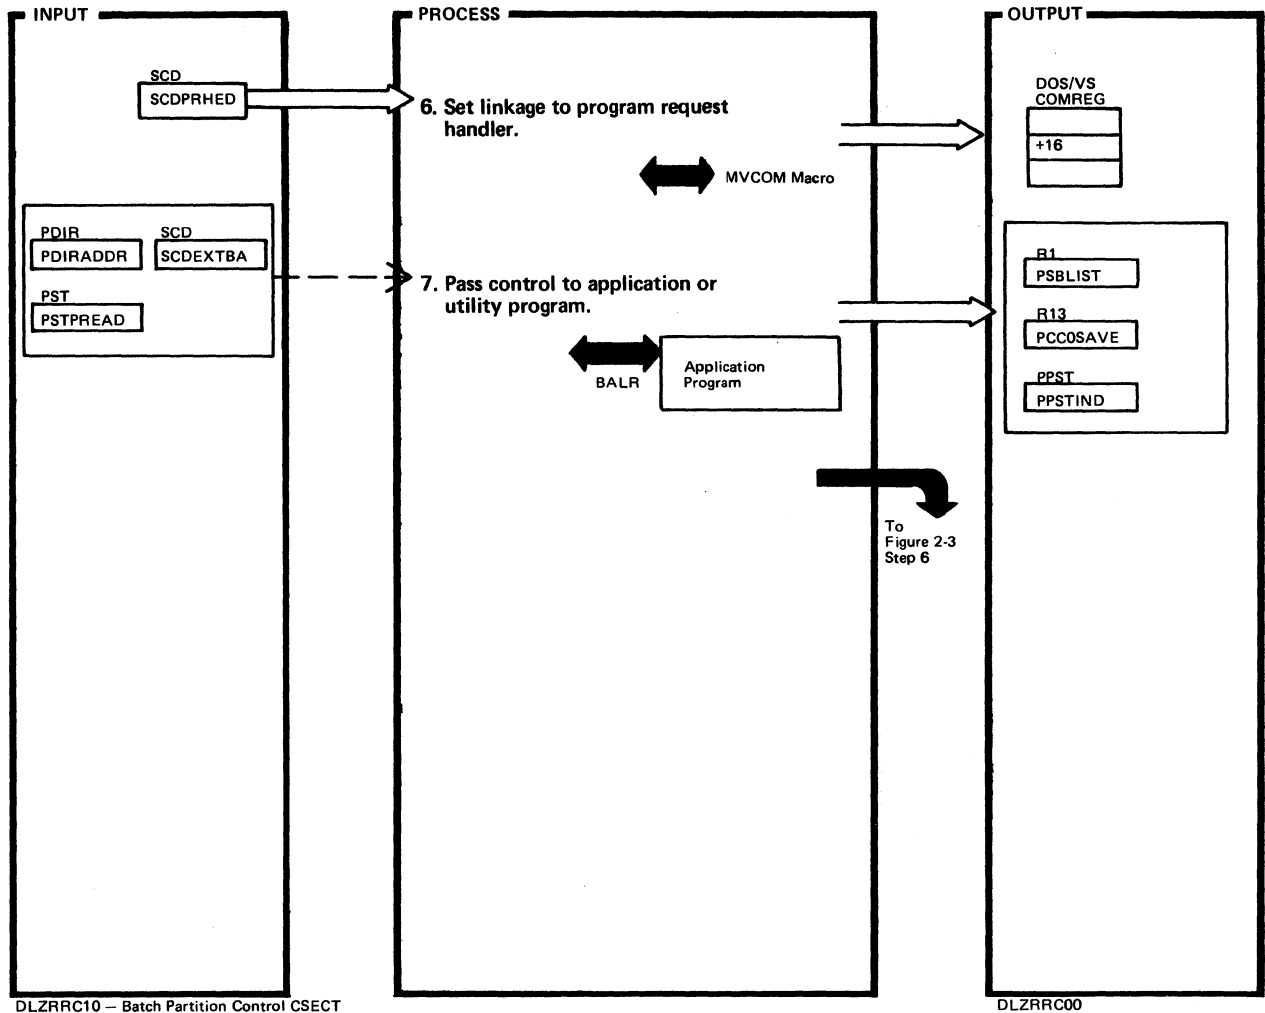 INPUT
PROCESS
OUTPUT
SCD
SCDPRHED
6. Set linkage to program request
handler.
MVCOM Macro
DOS/VS
COMREG
+16
PDIR
PDIRADDR
SCD
SCDEXTBA
PST
PSTPREAD
7. Pass control to application or
utility program.
BALR
Application
Program
R1
PSBLIST
R13
PCC0SAVE
PPST
PPSTIND
To
Figure 2-3
Step 6
DLZRRC10 — Batch Partition Control CSECT
DLZRRC00